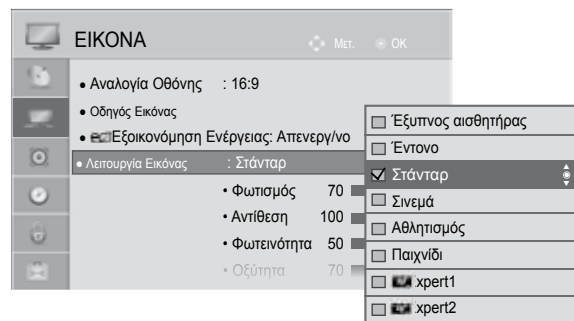 ΕΙΚΟΝΑ
Μετ. OK
• Αναλογία Οθόνης : 16:9
• Οδηγός Εικόνας
• Εξοικονόμηση Ενέργειας: Απενεργ/νο
• Λειτουργία Εικόνας : Στάνταρ
• Φωτισμός 70
• Αντίθεση 100
• Φωτεινότητα 50
• Οξύτητα 70
Έξυπνος αισθητήρας
Έντονο
Στάνταρ
Σινεμά
Αθλητισμός
Παιχνίδι
xpert1
xpert2